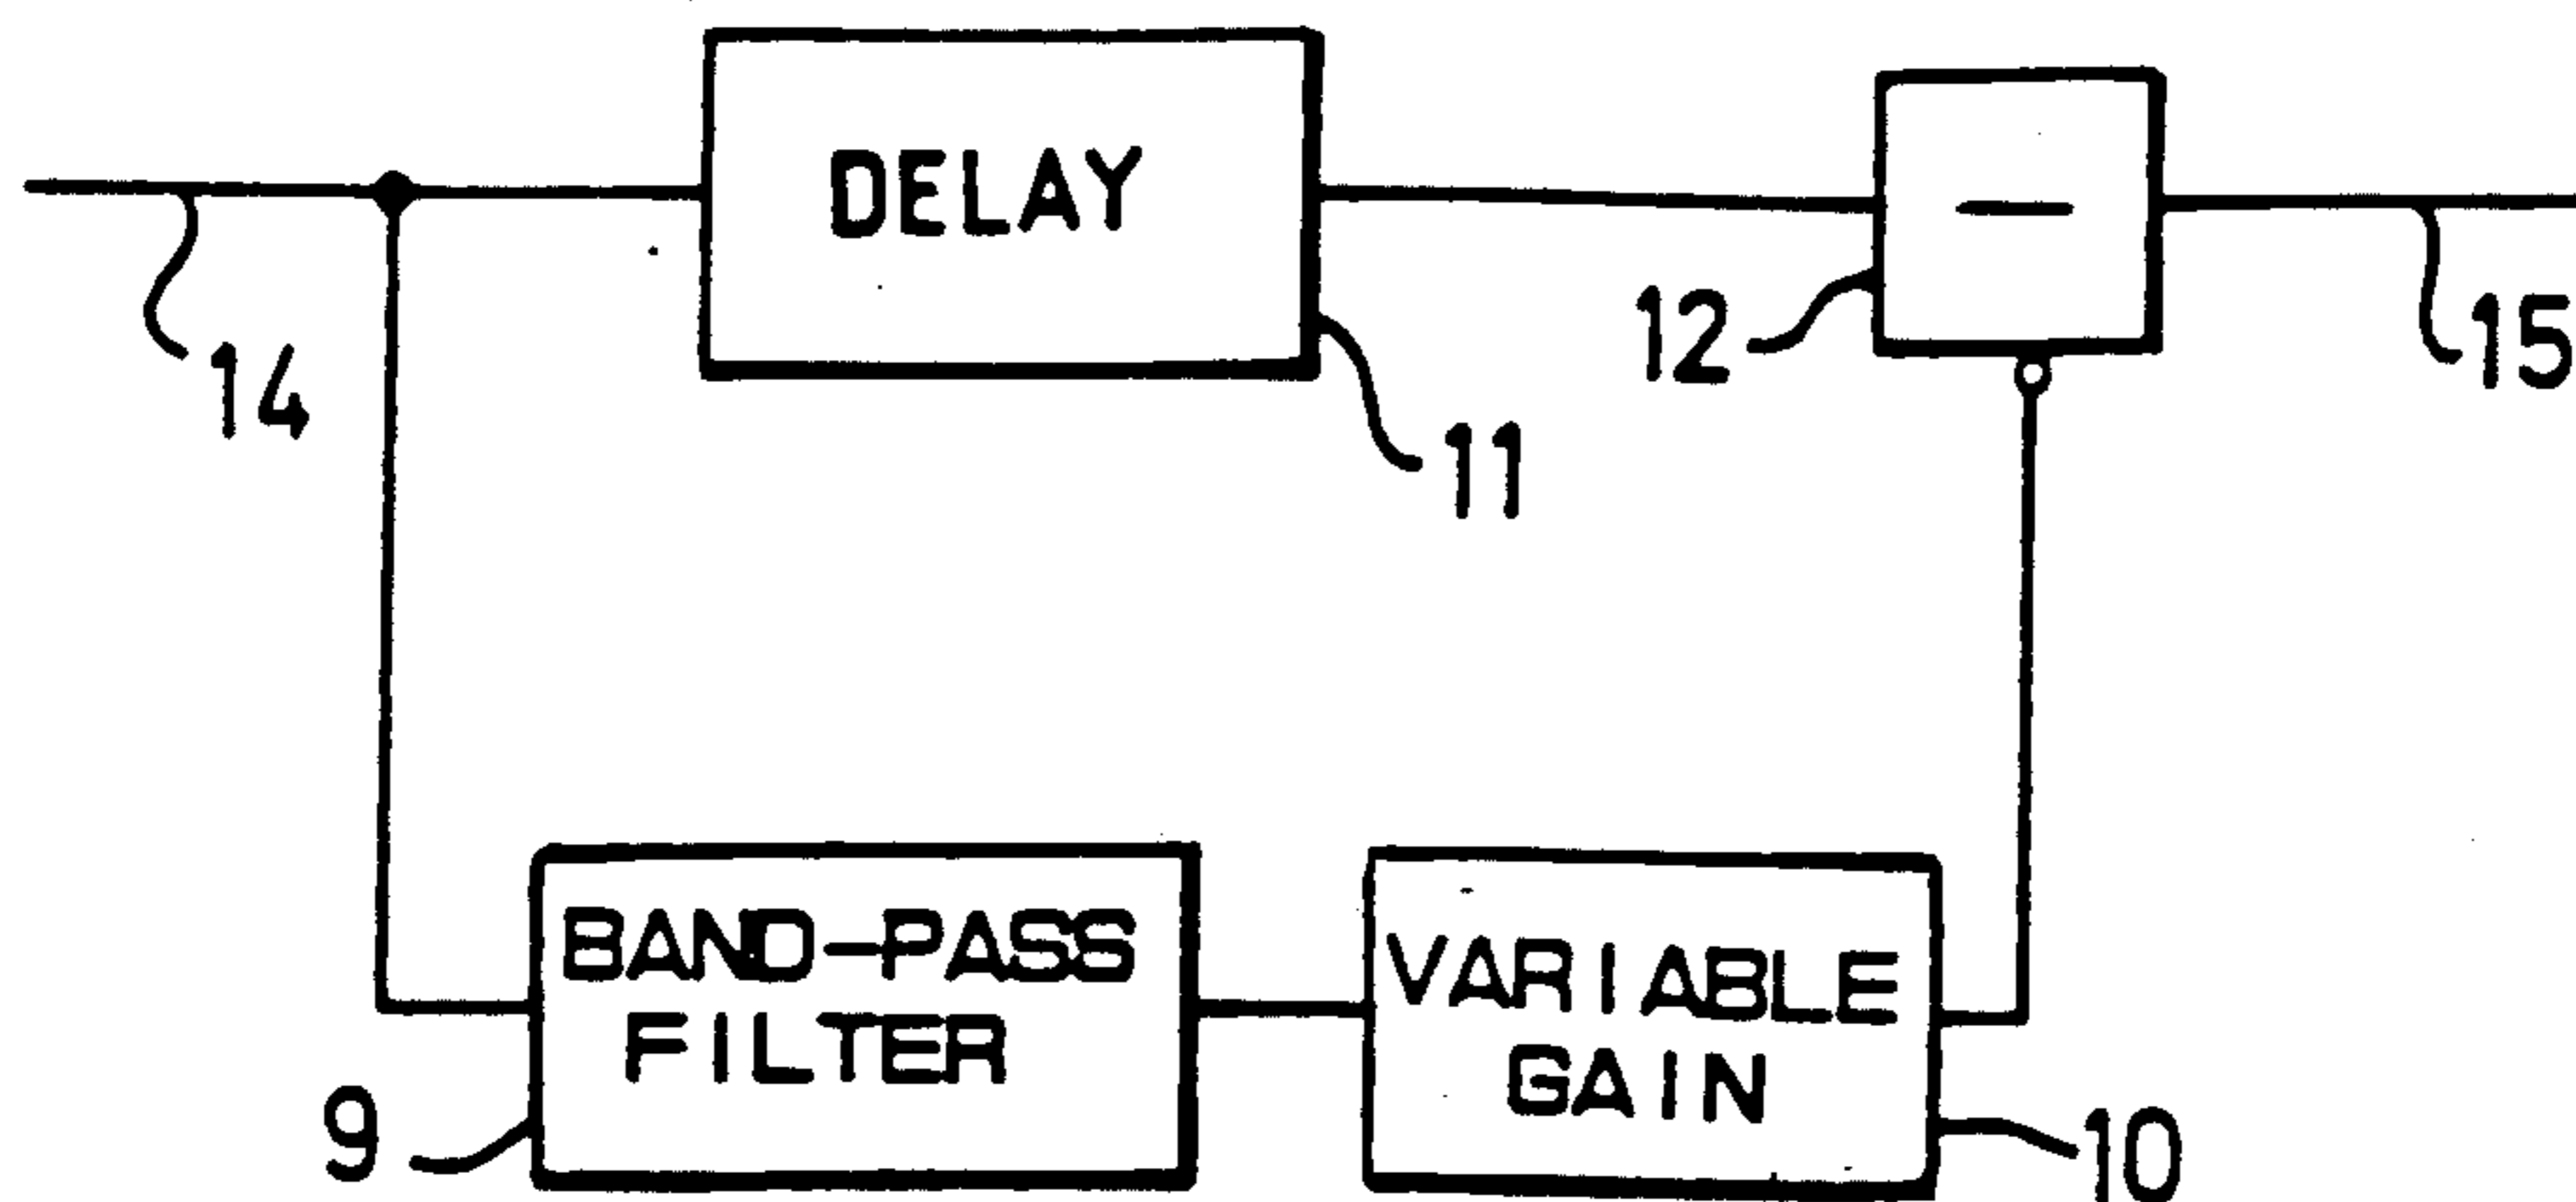 DELAY
14
11
12
—
15
BAND-PASS
FILTER
9
VARIABLE
GAIN
10